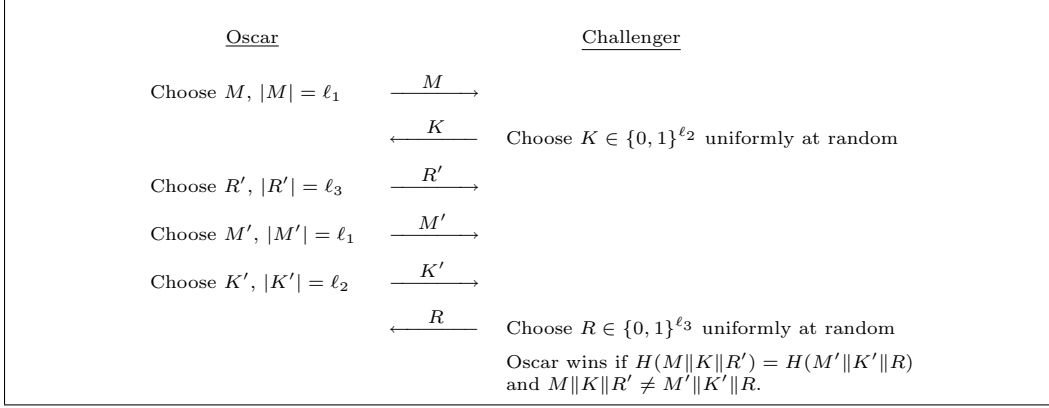 Oscar Challenger
Choose M, |M| = ℓ₁ M
K Choose K ∈ {0, 1}^ℓ₂ uniformly at random
Choose R′, |R′| = ℓ₃ R′
Choose M′, |M′| = ℓ₁ M′
Choose K′, |K′| = ℓ₂ K′
R Choose R ∈ {0, 1}^ℓ₃ uniformly at random
Oscar wins if H(M∥K∥R′) = H(M′∥K′∥R)
and M∥K∥R′ ≠ M′∥K′∥R.